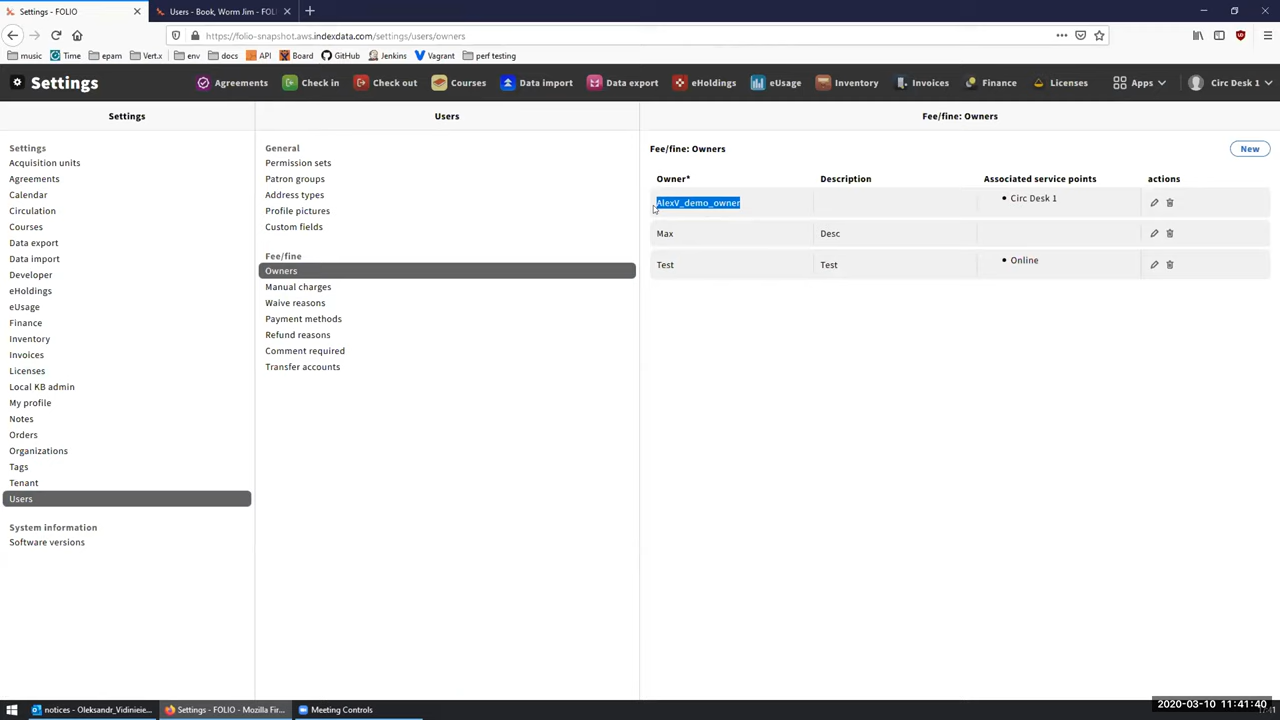 Settings - FOLIO
Users - Book, Worm Jim - FOL
https://folio-snapshot.aws.indexdata.com/settings/users/owners
music
Time
epam
Vert.x
env
docs
API
Board
GitHub
Jenkins
Vagrant
perf testing
Settings
Agreements
Check in
Check out
Courses
Data import
Data export
eHoldings
eUsage
Inventory
Invoices
Finance
Licenses
Apps
Circ Desk 1
Settings
Users
Fee/fine: Owners
Settings
Acquisition units
Agreements
Calendar
Circulation
Courses
Data export
Data import
Developer
eHoldings
eUsage
Finance
Inventory
Invoices
Licenses
Local KB admin
My profile
Notes
Orders
Organizations
Tags
Tenant
Users
System information
Software versions
General
Permission sets
Patron groups
Address types
Profile pictures
Custom fields
Fee/fine
Owners
Manual charges
Waive reasons
Payment methods
Refund reasons
Comment required
Transfer accounts
Fee/fine: Owners
New
Owner* Description Associated service points actions
AlexV_demo_owner • Circ Desk 1
Max Desc
Test Test • Online
notices - Oleksandr_Vidinieie...
Settings - FOLIO - Mozilla Fir...
Meeting Controls
2020-03-10 11:41:40